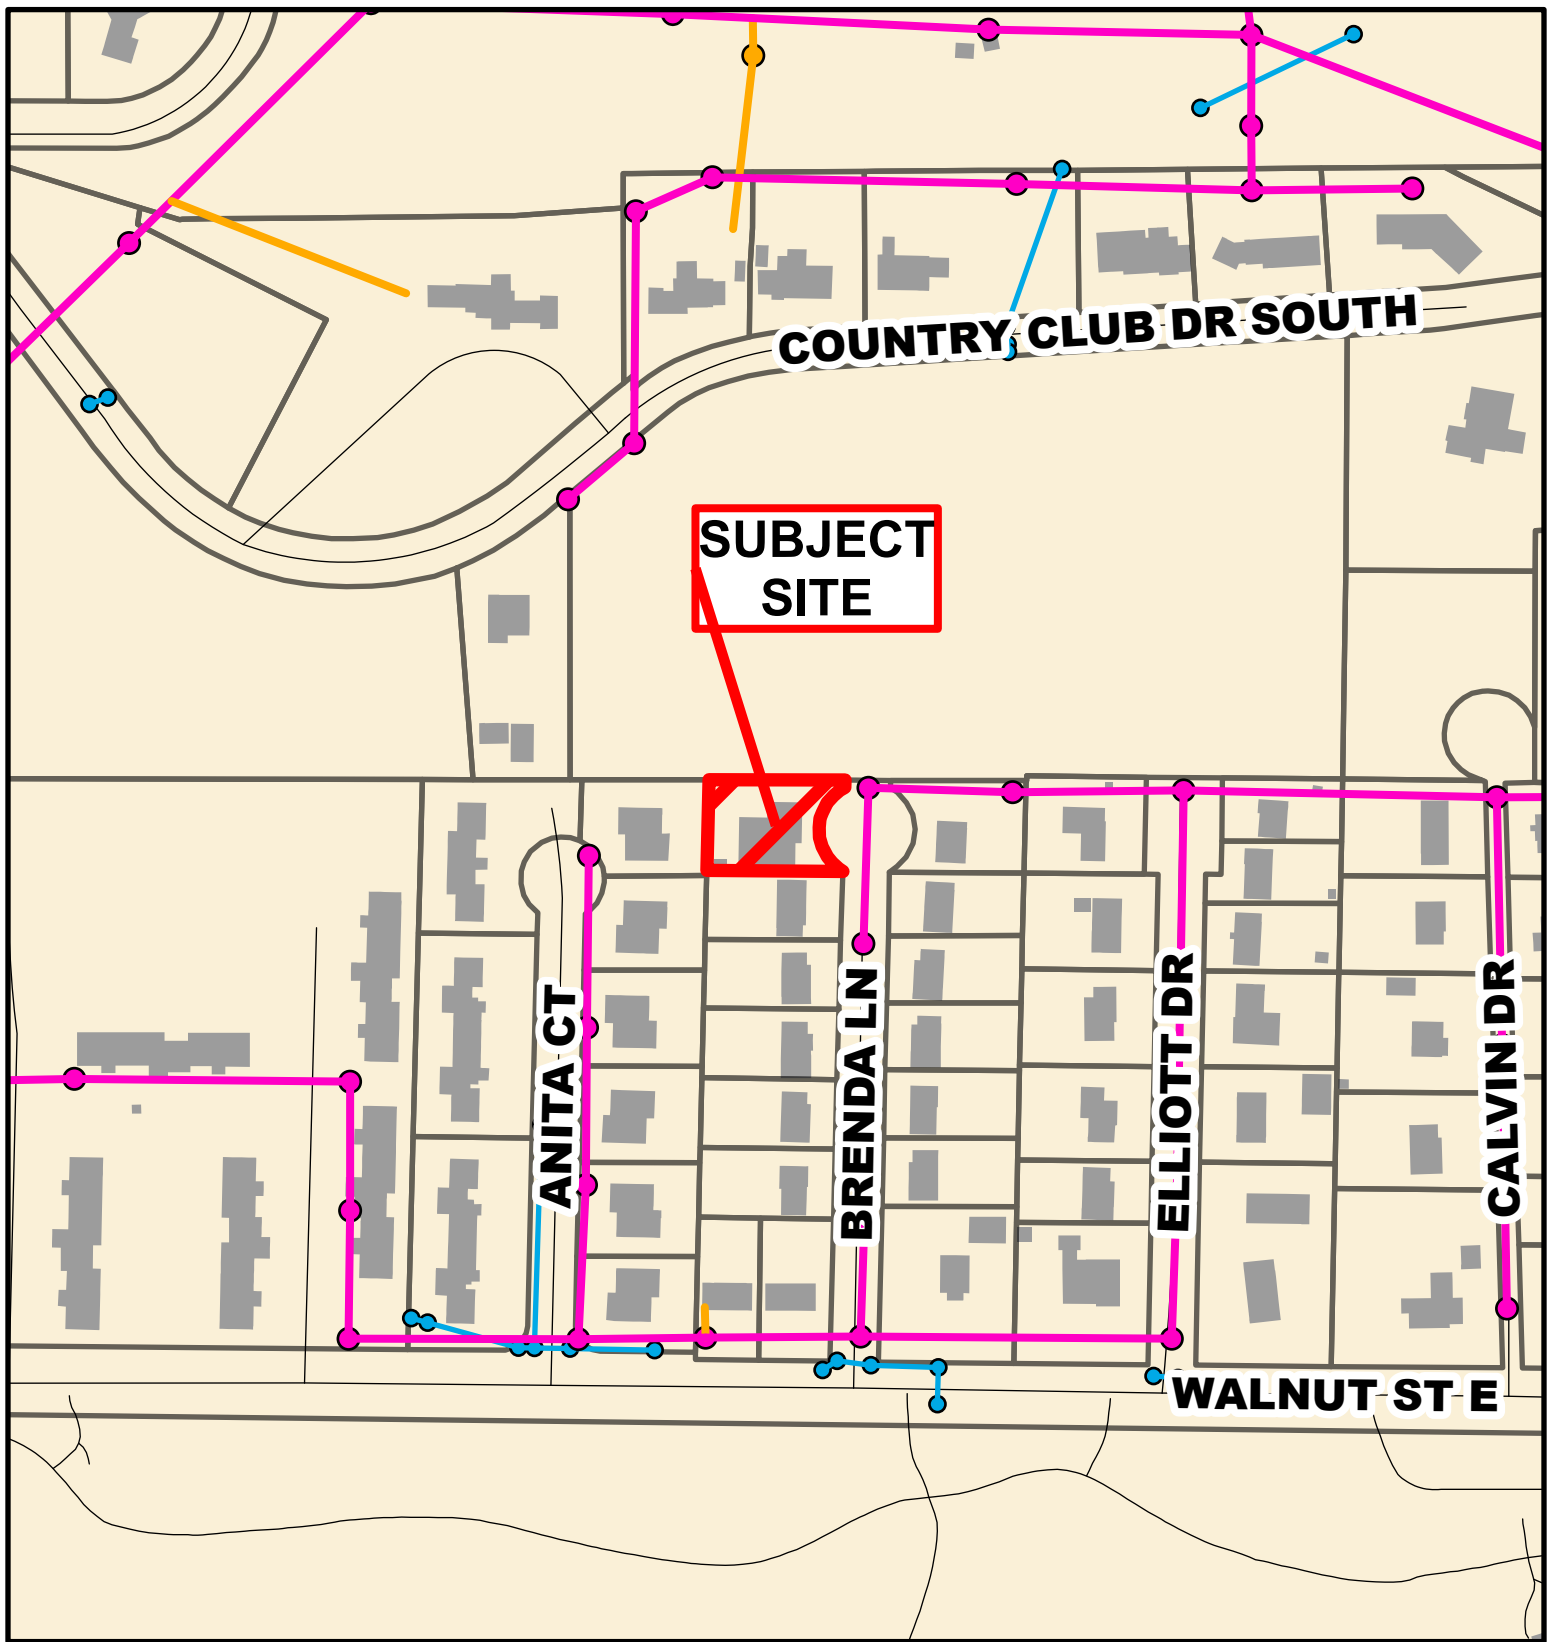 COUNTRY CLUB DR SOUTH
SUBJECT
SITE
ANITA CT
BRENDA LN
ELLIOTT DR
CALVIN DR
WALNUT ST E